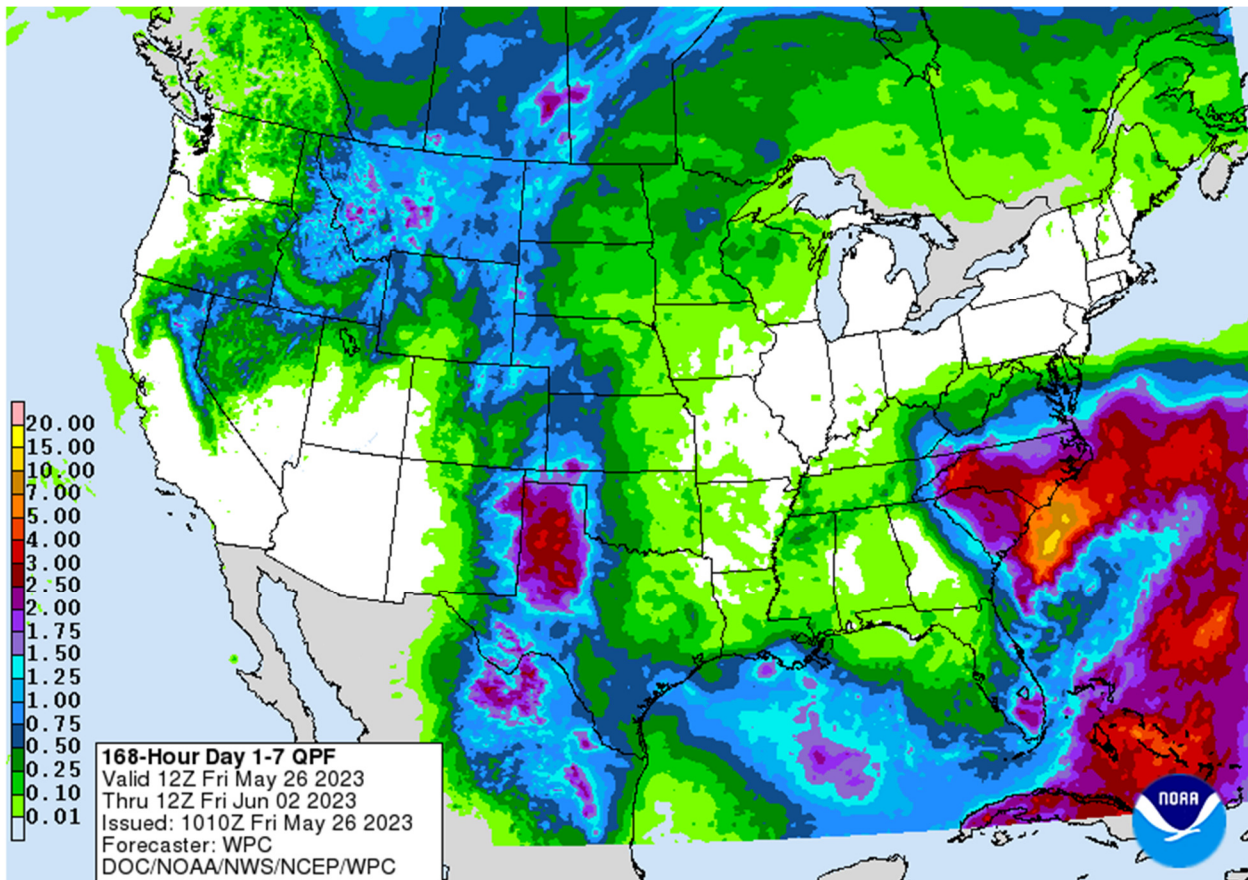 20.00
15.00
10.00
7.00
5.00
4.00
3.00
2.50
2.00
1.75
1.50
1.25
1.00
0.75
0.50
0.25
0.10
0.01
168-Hour Day 1-7 QPF
Valid 12Z Fri May 26 2023
Thru 12Z Fri Jun 02 2023
Issued: 1010Z Fri May 26 2023
Forecaster: WPC
DOC/NOAA/NWS/NCEP/WPC
NOAA